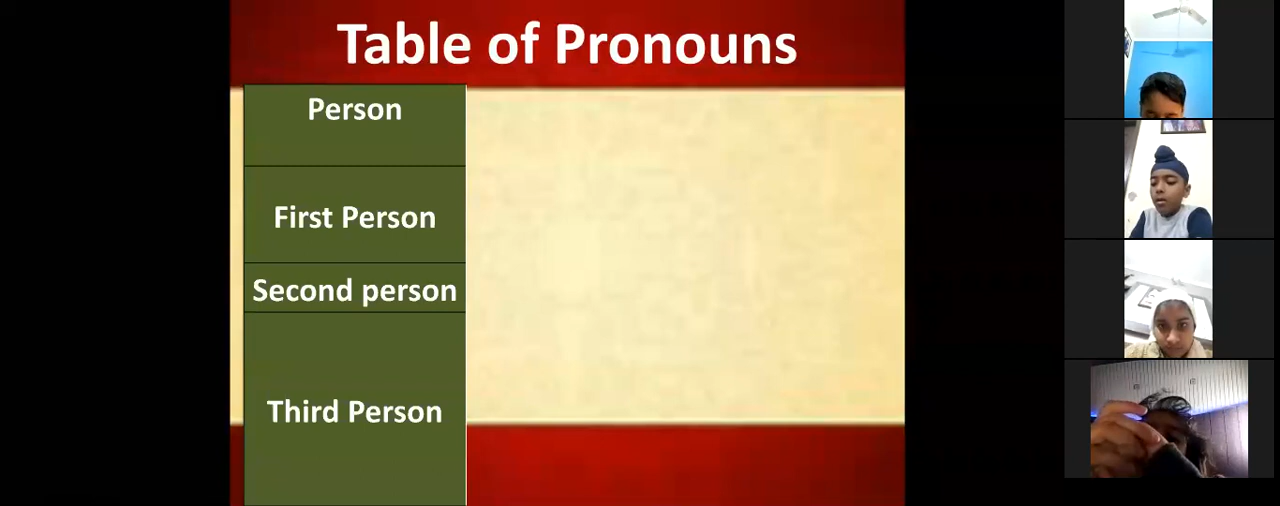 Table of Pronouns
Person
First Person
Second person
Third Person